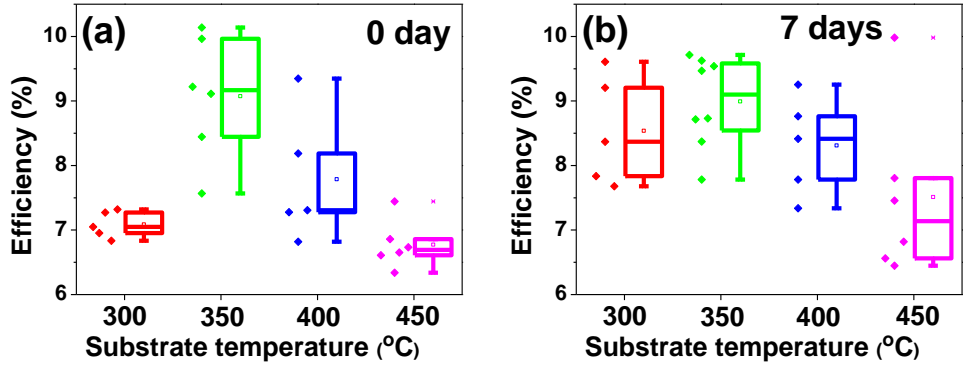 (a)
0 day
Efficiency (%)
10
9
8
7
6
300 350 400 450
Substrate temperature (°C)
(b)
7 days
Efficiency (%)
10
9
8
7
6
300 350 400 450
Substrate temperature (°C)